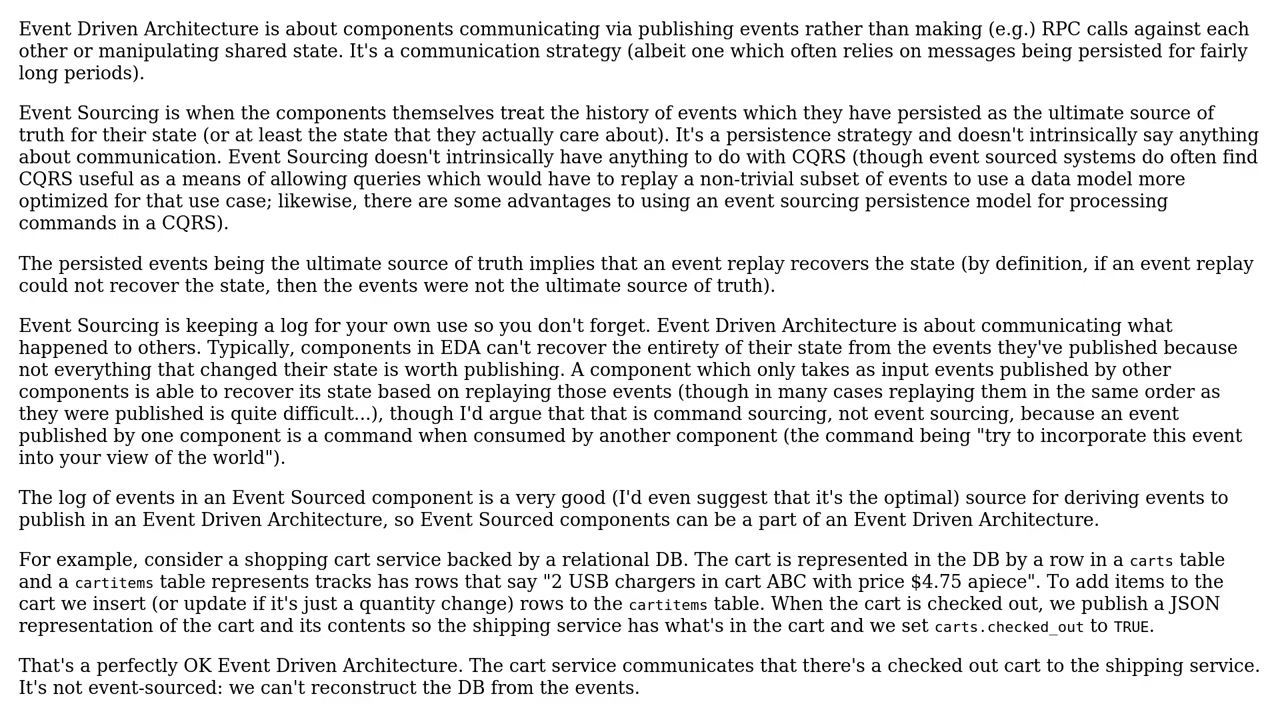 Event Driven Architecture is about components communicating via publishing events rather than making (e.g.) RPC calls against each
other or manipulating shared state. It's a communication strategy (albeit one which often relies on messages being persisted for fairly
long periods).
Event Sourcing is when the components themselves treat the history of events which they have persisted as the ultimate source of
truth for their state (or at least the state that they actually care about). It's a persistence strategy and doesn't intrinsically say anything
about communication. Event Sourcing doesn't intrinsically have anything to do with CQRS (though event sourced systems do often find
CQRS useful as a means of allowing queries which would have to replay a non-trivial subset of events to use a data model more
optimized for that use case; likewise, there are some advantages to using an event sourcing persistence model for processing
commands in a CQRS).
The persisted events being the ultimate source of truth implies that an event replay recovers the state (by definition, if an event replay
could not recover the state, then the events were not the ultimate source of truth).
Event Sourcing is keeping a log for your own use so you don't forget. Event Driven Architecture is about communicating what
happened to others. Typically, components in EDA can't recover the entirety of their state from the events they've published because
not everything that changed their state is worth publishing. A component which only takes as input events published by other
components is able to recover its state based on replaying those events (though in many cases replaying them in the same order as
they were published is quite difficult...), though I'd argue that that is command sourcing, not event sourcing, because an event
published by one component is a command when consumed by another component (the command being "try to incorporate this event
into your view of the world").
The log of events in an Event Sourced component is a very good (I'd even suggest that it's the optimal) source for deriving events to
publish in an Event Driven Architecture, so Event Sourced components can be a part of an Event Driven Architecture.
For example, consider a shopping cart service backed by a relational DB. The cart is represented in the DB by a row in a carts table
and a cartitems table represents tracks has rows that say "2 USB chargers in cart ABC with price $4.75 apiece". To add items to the
cart we insert (or update if it's just a quantity change) rows to the cartitems table. When the cart is checked out, we publish a JSON
representation of the cart and its contents so the shipping service has what's in the cart and we set carts.checked_out to TRUE.
That's a perfectly OK Event Driven Architecture. The cart service communicates that there's a checked out cart to the shipping service.
It's not event-sourced: we can't reconstruct the DB from the events.